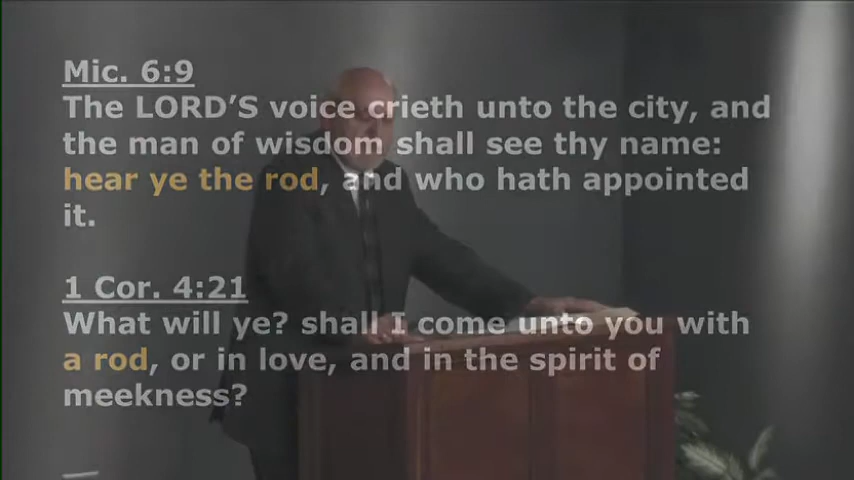 Mic. 6:9
The LORD'S voice crieth unto the city, and
the man of wisdom shall see thy name:
hear ye the rod, and who hath appointed
it.
1 Cor. 4:21
What will ye? shall I come unto you with
a rod, or in love, and in the spirit of
meekness?